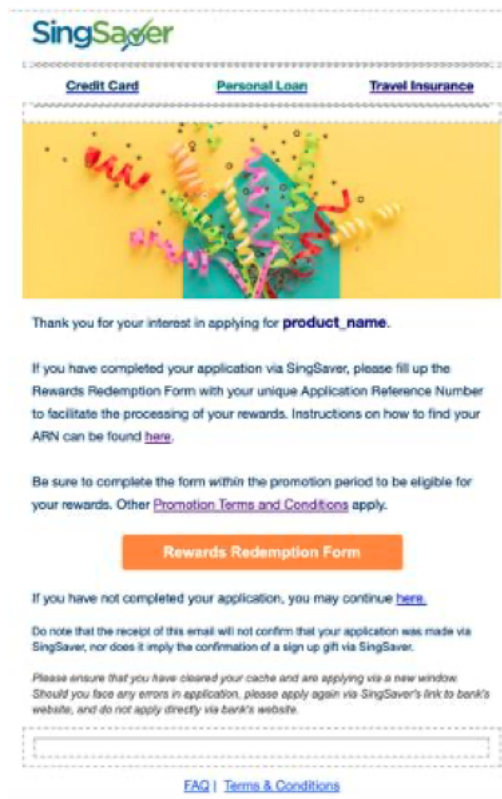 SingSaver
Credit Card Personal Loan Travel Insurance
Thank you for your interest in applying for product_name.
If you have completed your application via SingSaver, please fill up the
Rewards Redemption Form with your unique Application Reference Number
to facilitate the processing of your rewards. Instructions on how to find your
ARN can be found here.
Be sure to complete the form within the promotion period to be eligible for
your rewards. Other Promotion Terms and Conditions apply.
Rewards Redemption Form
If you have not completed your application, you may continue here.
Do note that the receipt of this email will not confirm that your application was made via
SingSaver, nor does it imply the confirmation of a sign up gift via SingSaver.
Please ensure that you have cleared your cache and are applying via a new window.
Should you face any errors in application, please apply again via SingSaver's link to bank's
website, and do not apply directly via bank's website.
FAQ | Terms & Conditions